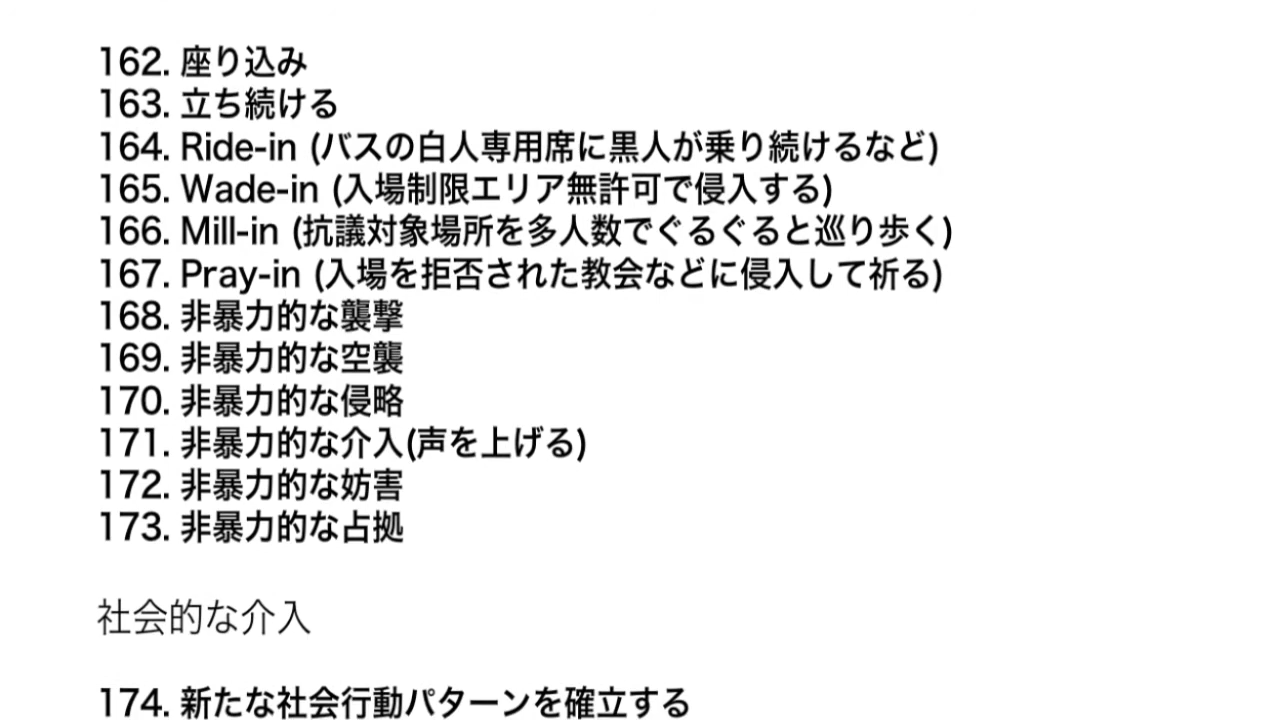 162. 座り込み
163. 立ち続ける
164. Ride-in (バスの白人専用席に黒人が乗り続けるなど)
165. Wade-in (入場制限エリア無許可で侵入する)
166. Mill-in (抗議対象場所を多人数でぐるぐると巡り歩く)
167. Pray-in (入場を拒否された教会などに侵入して祈る)
168. 非暴力的な襲撃
169. 非暴力的な空襲
170. 非暴力的な侵略
171. 非暴力的な介入(声を上げる)
172. 非暴力的な妨害
173. 非暴力的な占拠
社会的な介入
174. 新たな社会行動パターンを確立する